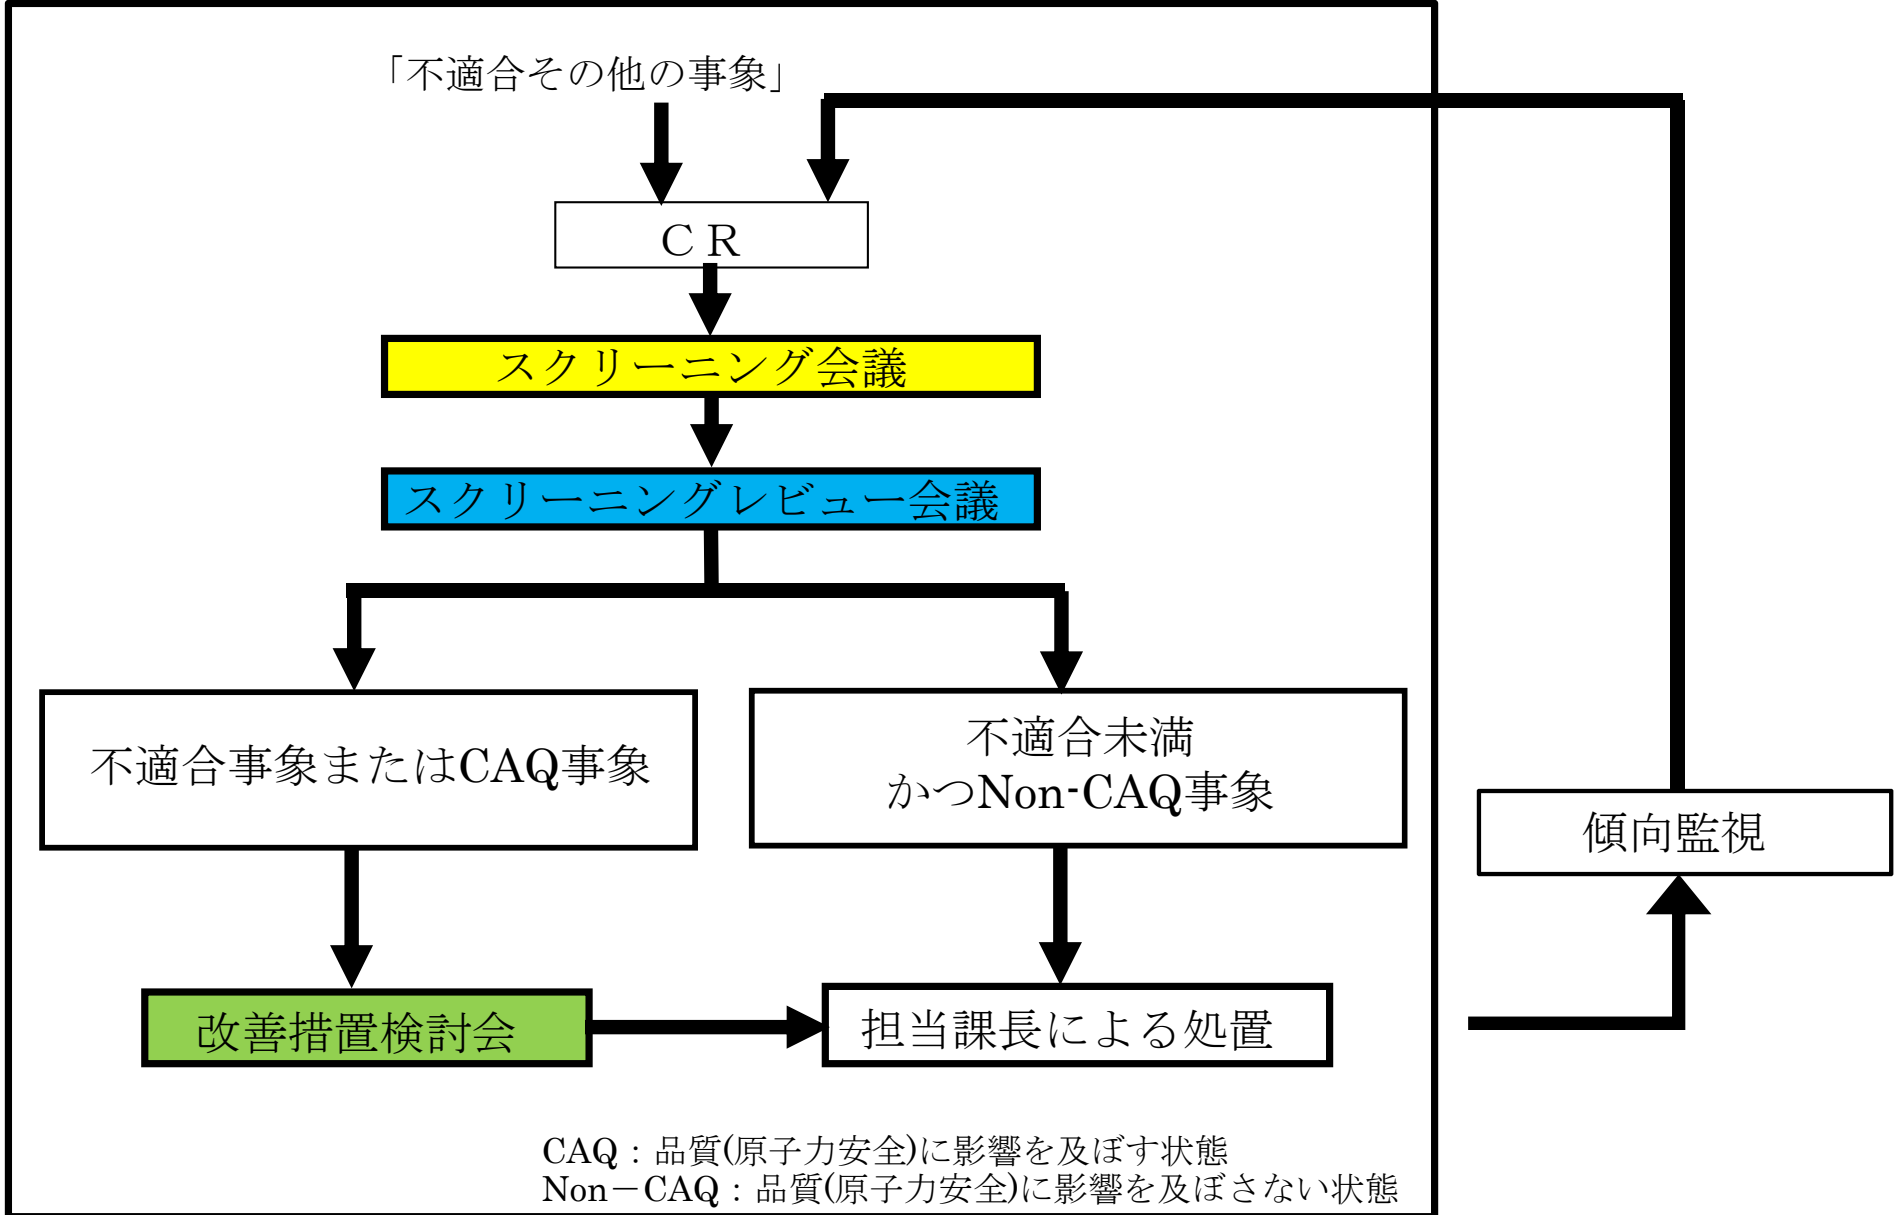 「不適合その他の事象」
ＣＲ
スクリーニング会議
スクリーニングレビュー会議
不適合事象またはCAQ事象
不適合未満
かつNon-CAQ事象
傾向監視
改善措置検討会
担当課長による処置
CAQ：品質(原子力安全)に影響を及ぼす状態
Non－CAQ：品質(原子力安全)に影響を及ぼさない状態